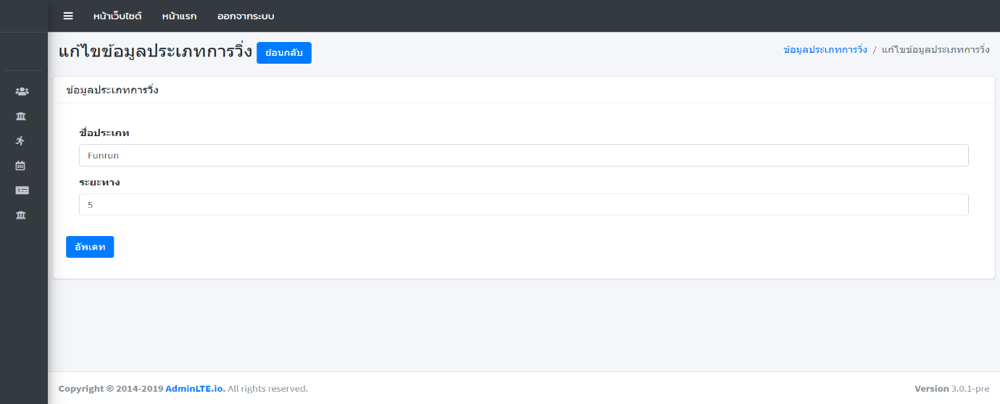 หน้าเว็บไซต์ หน้าแรก ออกจากระบบ
แก้ไขข้อมูลประเภทการวิ่ง ย้อนกลับ
ข้อมูลประเภทการวิ่ง / แก้ไขข้อมูลประเภทการวิ่ง
ข้อมูลประเภทการวิ่ง
ชื่อประเภท
Funrun
ระยะทาง
5
อัพเดท
Copyright © 2014-2019 AdminLTE.io. All rights reserved.
Version 3.0.1-pre